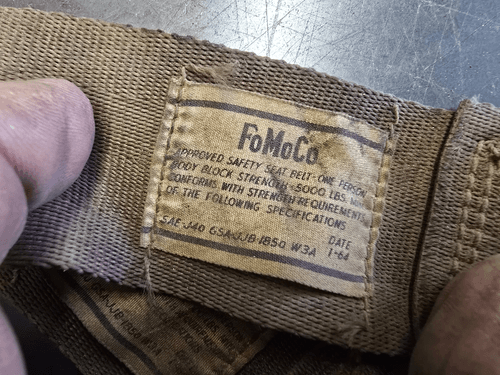 FoMoCo
APPROVED SAFETY SEAT BELT-ONE PERSON
BODY BLOCK STRENGTH-5000 LBS. MIN.
CONFORMS WITH STRENGTH REQUIREMENTS
OF THE FOLLOWING SPECIFICATIONS
DATE
SAE-J40 GSA-JJB-1850 W3A 1-64